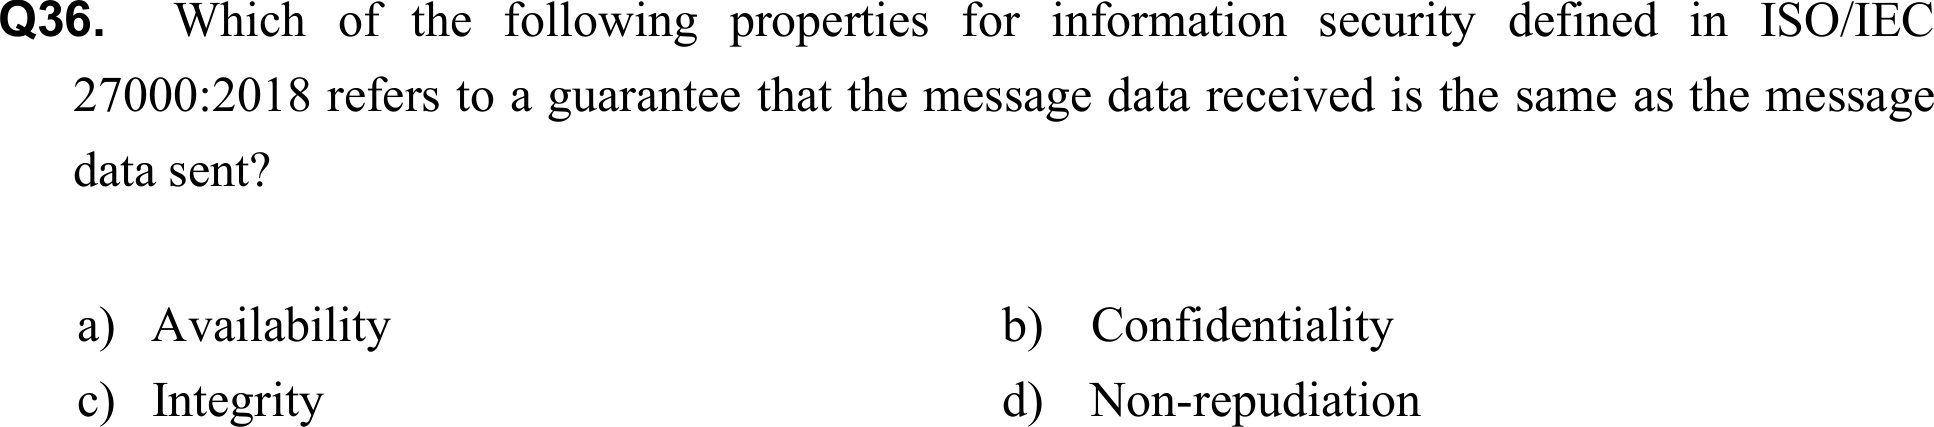 Q36. Which of the following properties for information security defined in ISO/IEC
27000:2018 refers to a guarantee that the message data received is the same as the message
data sent?
a) Availability b) Confidentiality
c) Integrity d) Non-repudiation